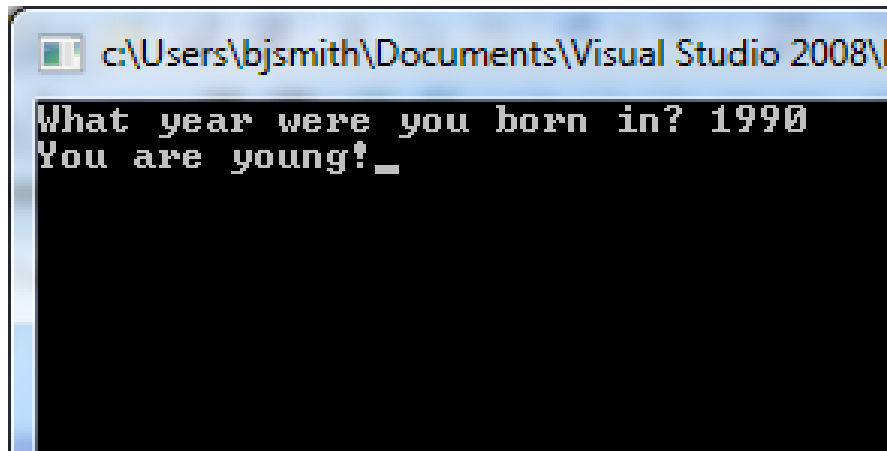 c:\Users\bjsmith\Documents\Visual Studio 2008\
What year were you born in? 1990
You are young!_